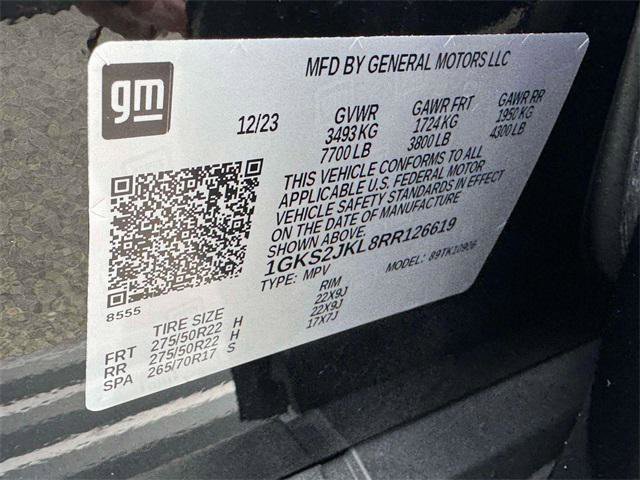 gm
MFD BY GENERAL MOTORS LLC
12/23 GVWR GAWR FRT GAWR RR
3493 KG 1724 KG 1950 KG
7700 LB 3800 LB 4300 LB
THIS VEHICLE CONFORMS TO ALL
APPLICABLE U.S. FEDERAL MOTOR
VEHICLE SAFETY STANDARDS IN EFFECT
ON THE DATE OF MANUFACTURE
SHOWN ABOVE.
1GKS2JKL8RR126619
TYPE: MPV MODEL: 89TK10906
8555
TIRE SIZE RIM
FRT 275/50R22 H 22X9J
RR 275/50R22 H 22X9J
SPA 265/70R17 S 17X7J